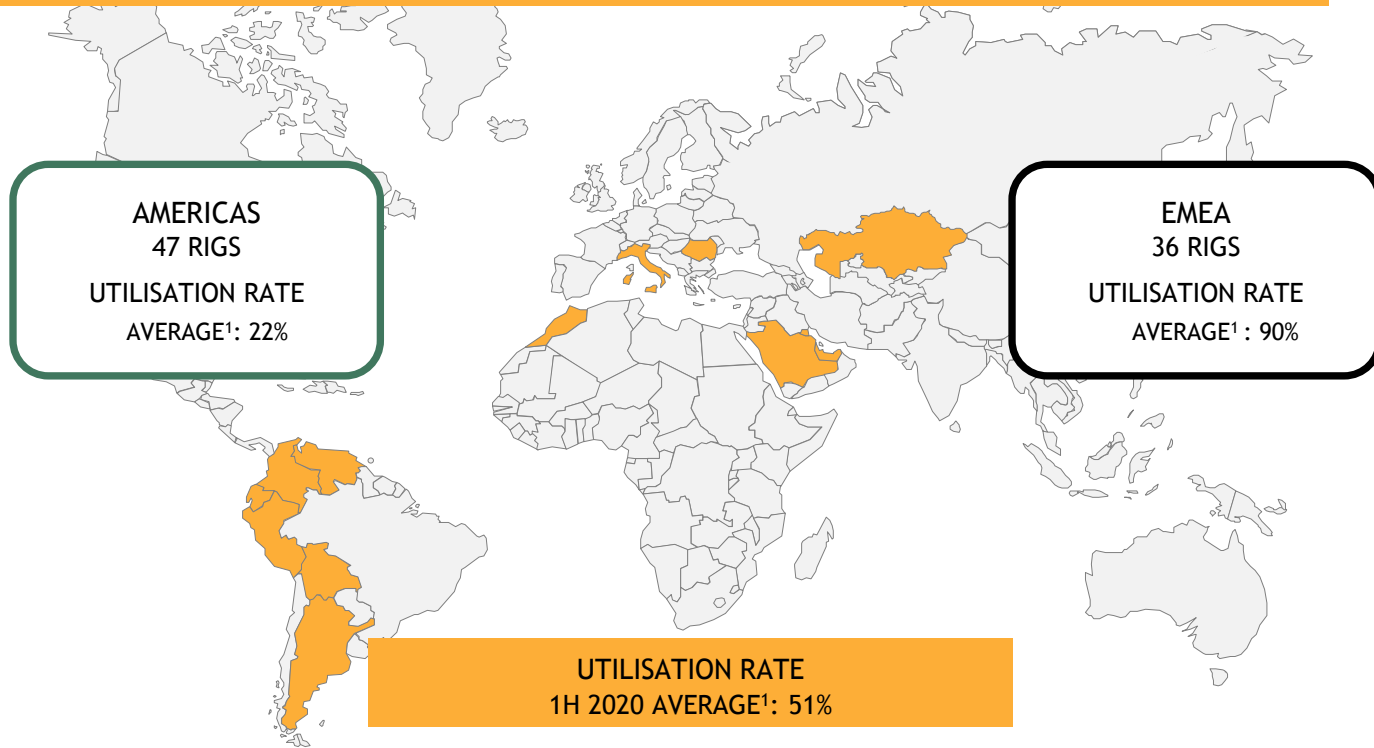 AMERICAS
47 RIGS
UTILISATION RATE
AVERAGE¹: 22%
EMEA
36 RIGS
UTILISATION RATE
AVERAGE¹ : 90%
UTILISATION RATE
1H 2020 AVERAGE¹: 51%